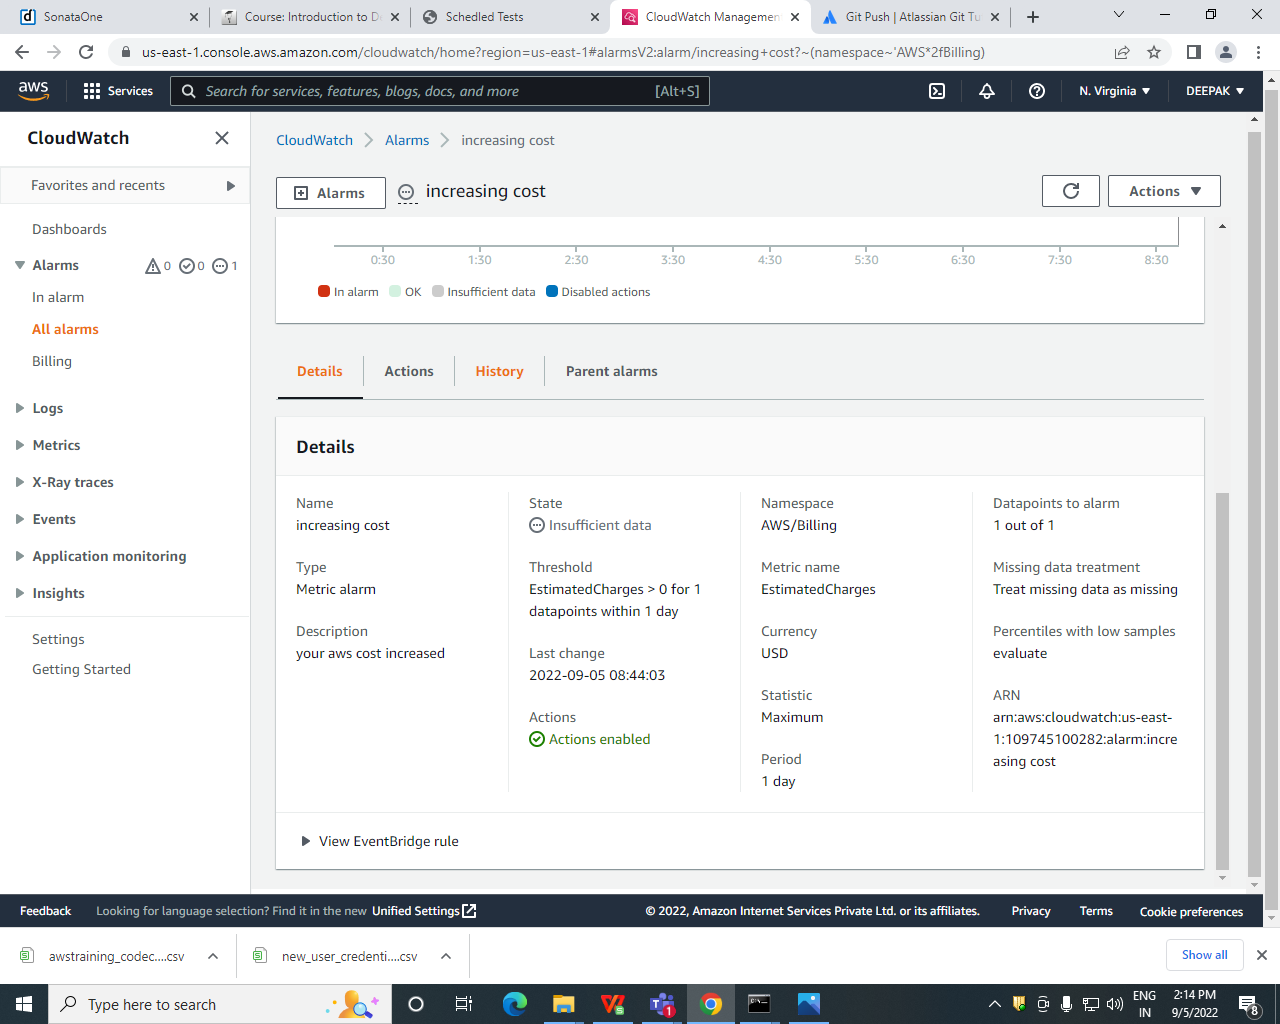 SonataOne
Course: Introduction to D
Schedled Tests
CloudWatch Managemen
Git Push | Atlassian Git Tu
us-east-1.console.aws.amazon.com/cloudwatch/home?region=us-east-1#alarmsV2:alarm/increasing+cost?~(namespace~'AWS*2fBilling)
aws
Services
Search for services, features, blogs, docs, and more
[Alt+S]
N. Virginia
DEEPAK
CloudWatch
Favorites and recents
Dashboards
Alarms
0
0
1
In alarm
All alarms
Billing
Logs
Metrics
X-Ray traces
Events
Application monitoring
Insights
Settings
Getting Started
CloudWatch
Alarms
increasing cost
Alarms
increasing cost
Actions
0:30
1:30
2:30
3:30
4:30
5:30
6:30
7:30
8:30
In alarm
OK
Insufficient data
Disabled actions
Details
Actions
History
Parent alarms
Details
Name
increasing cost
Type
Metric alarm
Description
your aws cost increased
State
Insufficient data
Threshold
EstimatedCharges > 0 for 1
datapoints within 1 day
Last change
2022-09-05 08:44:03
Actions
Actions enabled
Namespace
AWS/Billing
Metric name
EstimatedCharges
Currency
USD
Statistic
Maximum
Period
1 day
Datapoints to alarm
1 out of 1
Missing data treatment
Treat missing data as missing
Percentiles with low samples
evaluate
ARN
arn:aws:cloudwatch:us-east-
1:109745100282:alarm:incre
asing cost
View EventBridge rule
Feedback
Looking for language selection? Find it in the new Unified Settings
© 2022, Amazon Internet Services Private Ltd. or its affiliates.
Privacy
Terms
Cookie preferences
awstraining_codec....csv
new_user_credenti....csv
Show all
Type here to search
1
ENG
IN
2:14 PM
9/5/2022
8